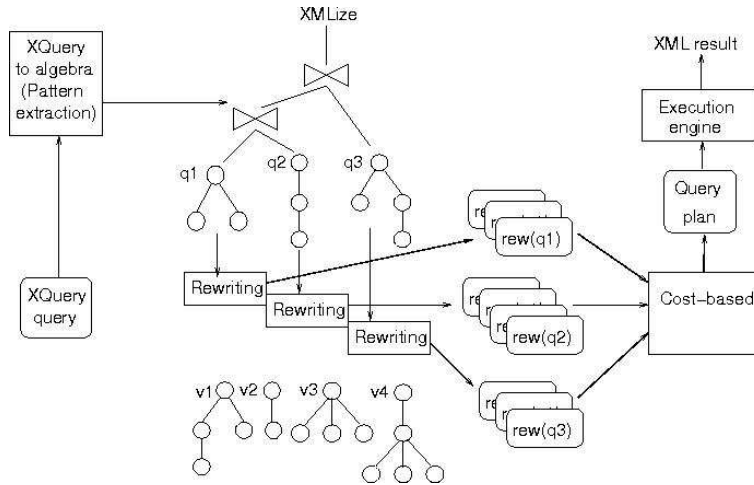 XMLize
XQuery
to algebra
(Pattern
extraction)
XML result
Execution
engine
q1
q2
q3
Query
plan
rew(q1)
XQuery
query
Rewriting
Rewriting
Rewriting
rew(q2)
Cost-based
rew(q3)
v1
v2
v3
v4